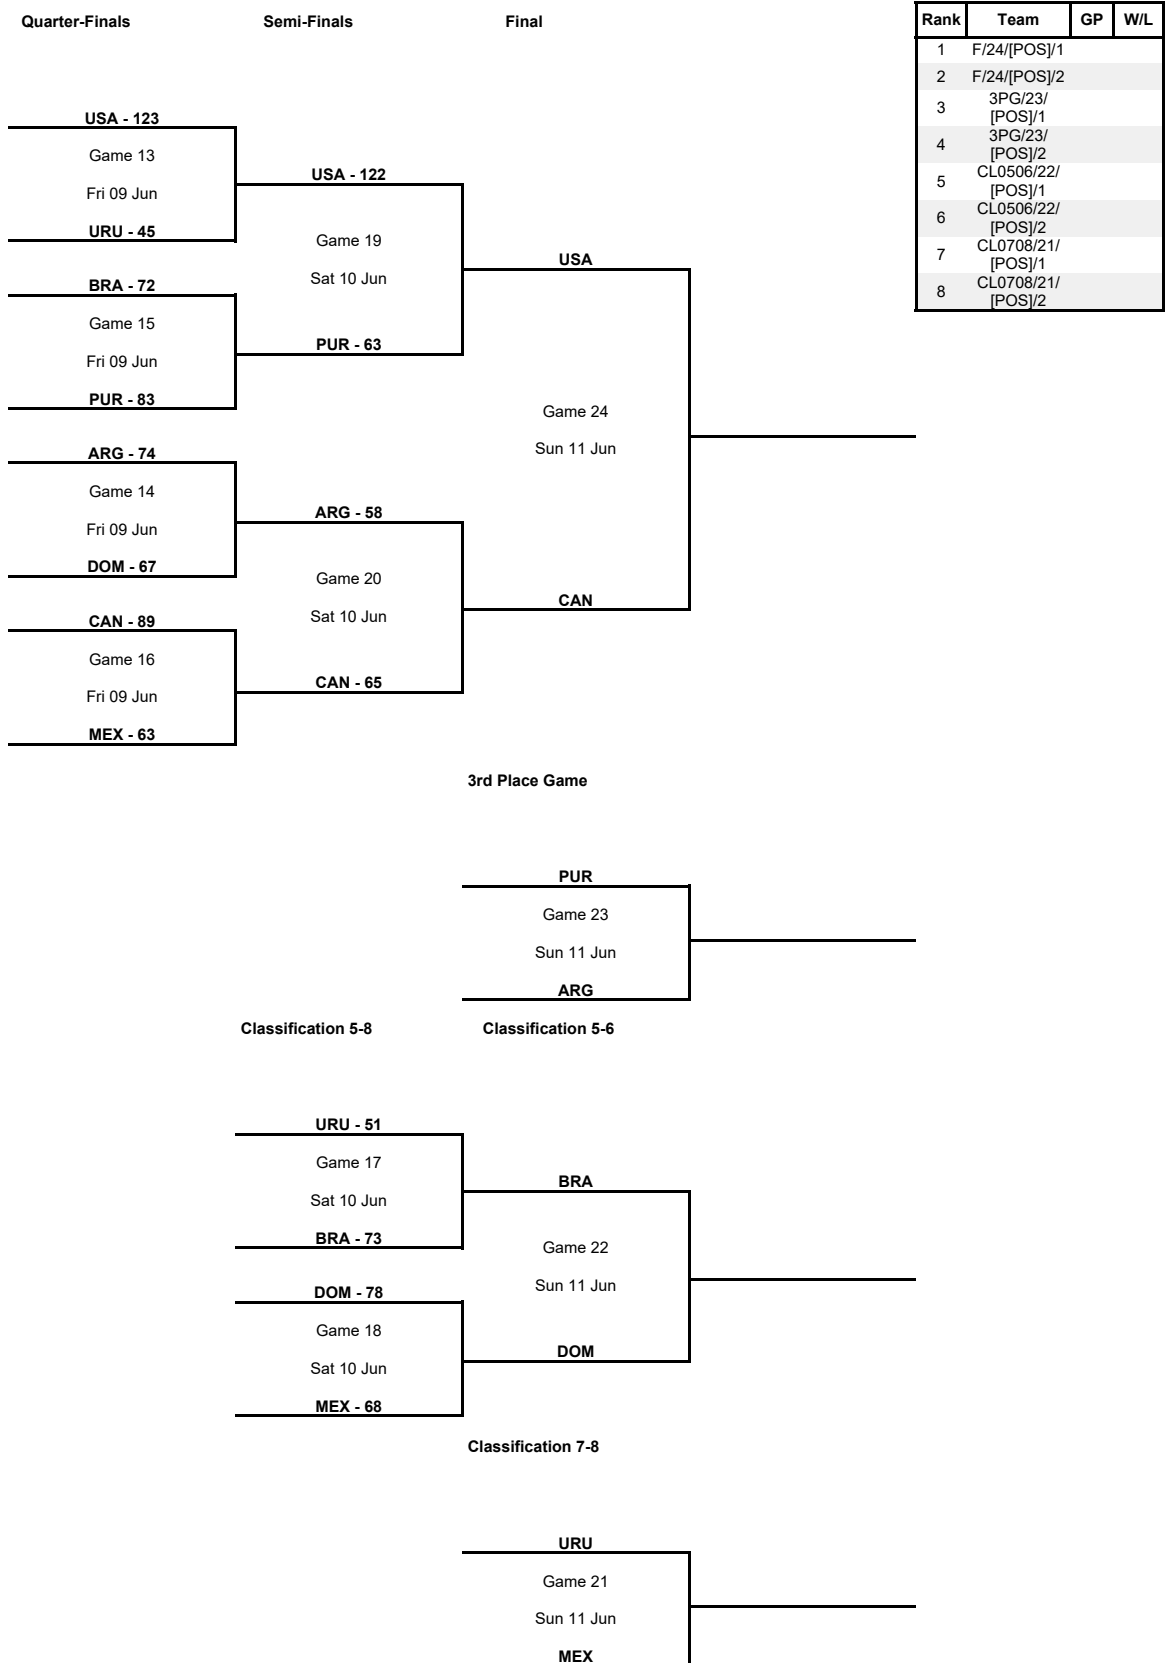 Quarter-Finals Semi-Finals Final
Rank Team GP W/L
1 F/24/[POS]/1
2 F/24/[POS]/2
3 3PG/23/
[POS]/1
4 3PG/23/
[POS]/2
5 CL0506/22/
[POS]/1
6 CL0506/22/
[POS]/2
7 CL0708/21/
[POS]/1
8 CL0708/21/
[POS]/2
USA - 123
Game 13
Fri 09 Jun
URU - 45
BRA - 72
Game 15
Fri 09 Jun
PUR - 83
ARG - 74
Game 14
Fri 09 Jun
DOM - 67
CAN - 89
Game 16
Fri 09 Jun
MEX - 63
USA - 122
Game 19
Sat 10 Jun
PUR - 63
ARG - 58
Game 20
Sat 10 Jun
CAN - 65
USA
Game 24
Sun 11 Jun
CAN
3rd Place Game
PUR
Game 23
Sun 11 Jun
ARG
Classification 5-8 Classification 5-6
URU - 51
Game 17
Sat 10 Jun
BRA - 73
DOM - 78
Game 18
Sat 10 Jun
MEX - 68
BRA
Game 22
Sun 11 Jun
DOM
Classification 7-8
URU
Game 21
Sun 11 Jun
MEX